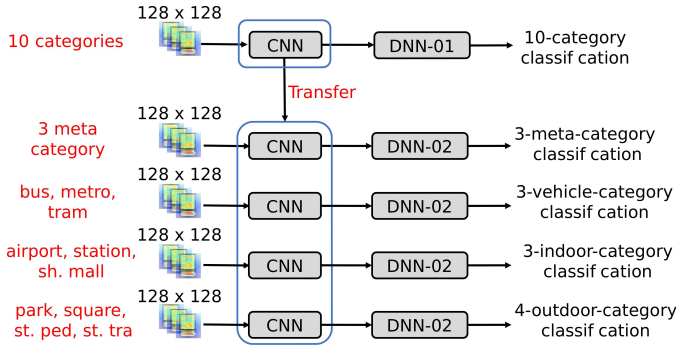 128 x 128
10 categories
CNN
DNN-01
10-category
classif cation
Transfer
128 x 128
3 meta
category
CNN
DNN-02
3-meta-category
classif cation
128 x 128
bus, metro,
tram
CNN
DNN-02
3-vehicle-category
classif cation
128 x 128
airport, station,
sh. mall
CNN
DNN-02
3-indoor-category
classif cation
128 x 128
park, square,
st. ped, st. tra
CNN
DNN-02
4-outdoor-category
classif cation